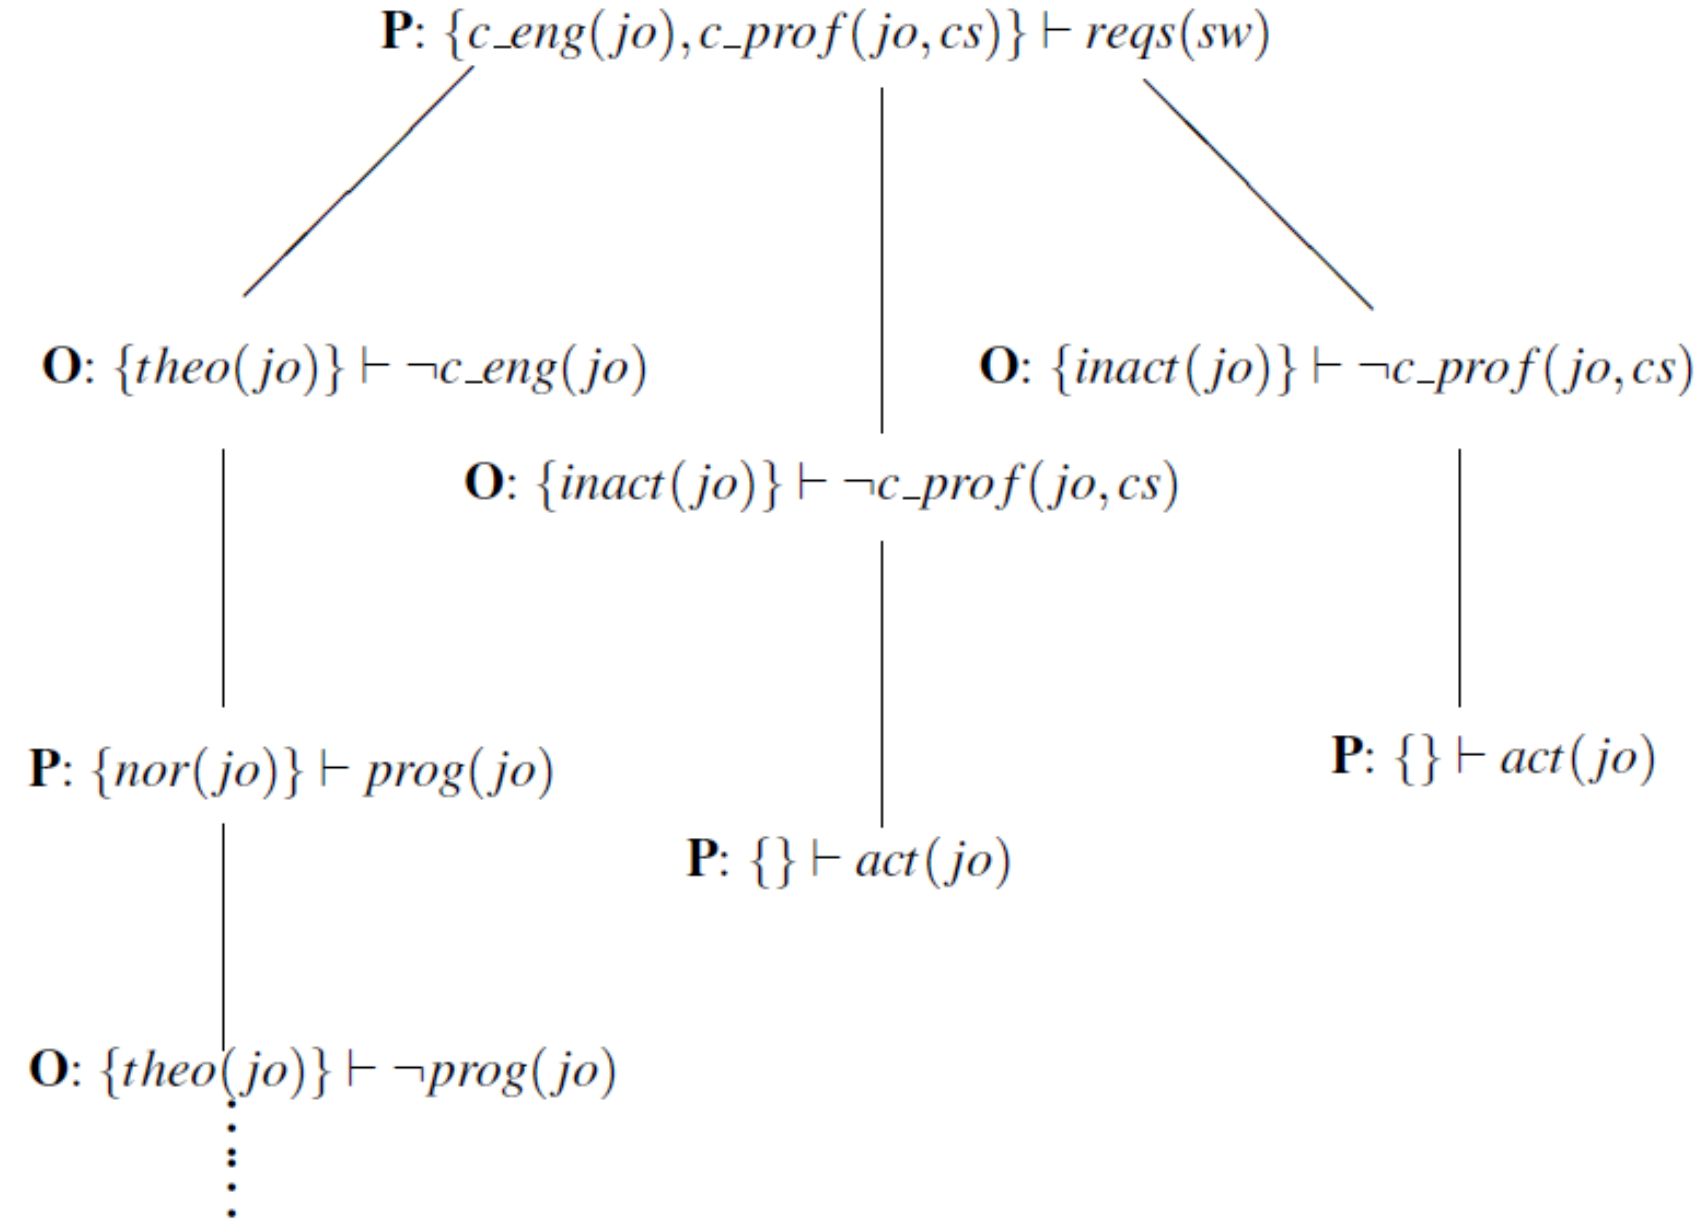 P: {c_eng(jo), c_prof(jo,cs)} ⊢ reqs(sw)
O: {theo(jo)} ⊢ ¬c_eng(jo)
O: {inact(jo)} ⊢ ¬c_prof(jo,cs)
O: {inact(jo)} ⊢ ¬c_prof(jo,cs)
P: {nor(jo)} ⊢ prog(jo)
P: {} ⊢ act(jo)
P: {} ⊢ act(jo)
O: {theo(jo)} ⊢ ¬prog(jo)